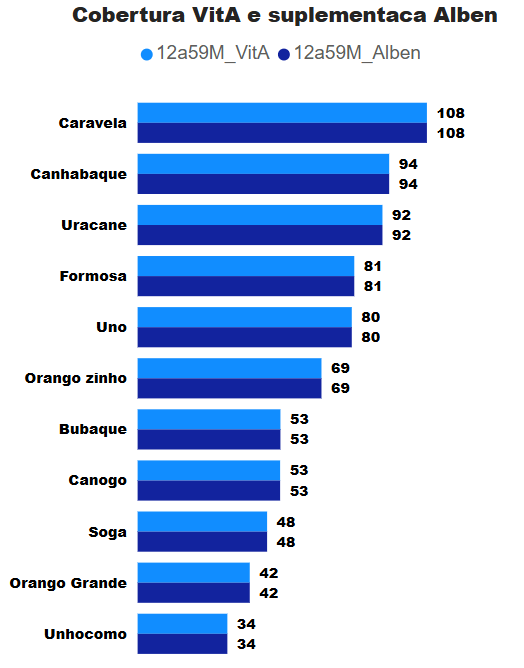 Cobertura VitA e suplementaca Alben
12a59M_VitA 12a59M_Alben
Caravela 108
108
Canhabaque 94
94
Uracane 92
92
Formosa 81
81
Uno 80
80
Orango zinho 69
69
Bubaque 53
53
Canogo 53
53
Soga 48
48
Orango Grande 42
42
Unhocomo 34
34